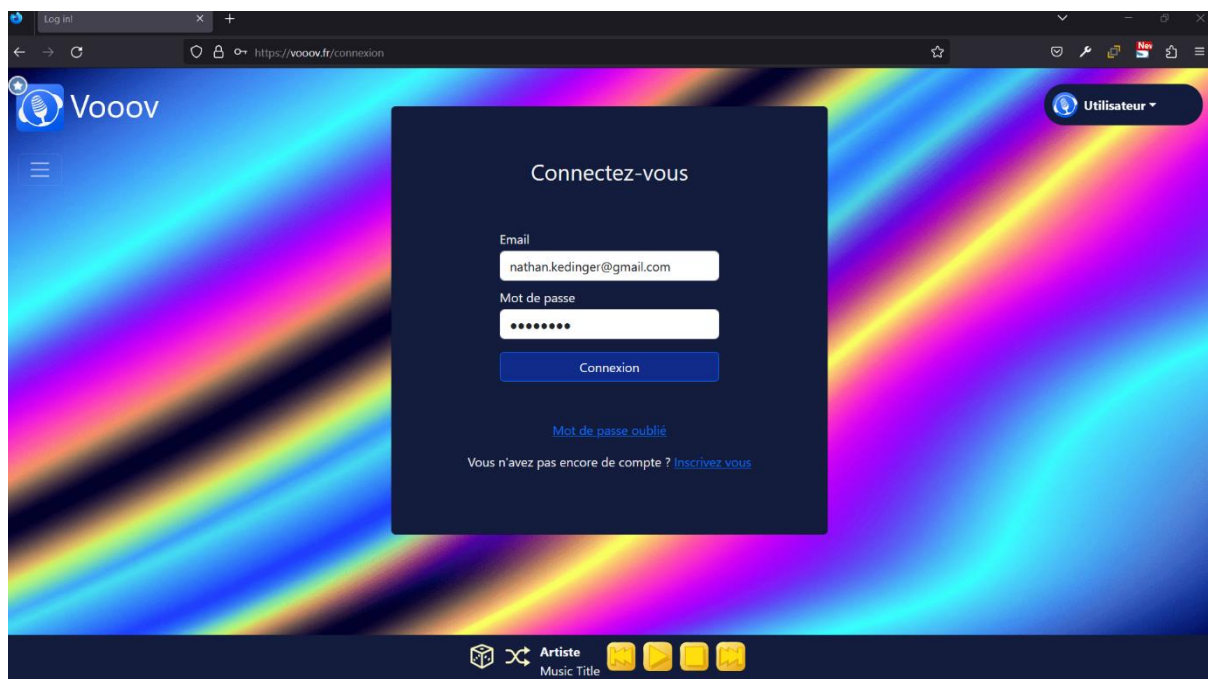 Log in!
https://vooov.fr/connexion
New
Vooov
Utilisateur
Connectez-vous
Email
nathan.kedinger@gmail.com
Mot de passe
••••••••
Connexion
Mot de passe oublié
Vous n'avez pas encore de compte ? Inscrivez vous
Artiste
Music Title